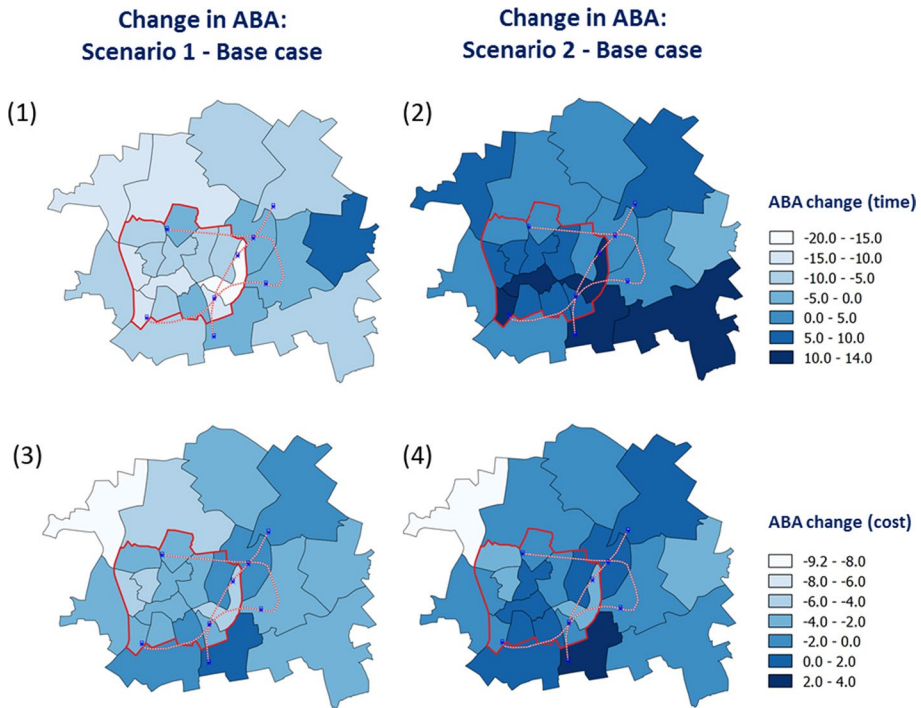 Change in ABA:
Scenario 1 - Base case
Change in ABA:
Scenario 2 - Base case
(1)
(2)
ABA change (time)
-20.0 - -15.0
-15.0 - -10.0
-10.0 - -5.0
-5.0 - 0.0
0.0 - 5.0
5.0 - 10.0
10.0 - 14.0
(3)
(4)
ABA change (cost)
-9.2 - -8.0
-8.0 - -6.0
-6.0 - -4.0
-4.0 - -2.0
-2.0 - 0.0
0.0 - 2.0
2.0 - 4.0